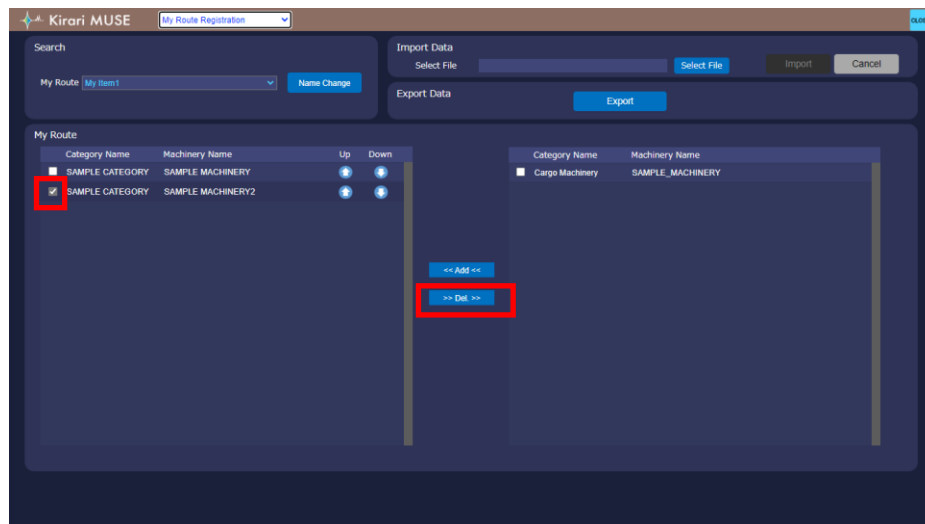 Kirari MUSE My Route Registration
Search
My Route My Item1 Name Change
Import Data
Select File Select File Import Cancel
Export Data
Export
My Route
Category Name Machinery Name Up Down
SAMPLE CATEGORY SAMPLE MACHINERY
SAMPLE CATEGORY SAMPLE MACHINERY2
<< Add <<
>> Del. >>
Category Name Machinery Name
Cargo Machinery SAMPLE_MACHINERY